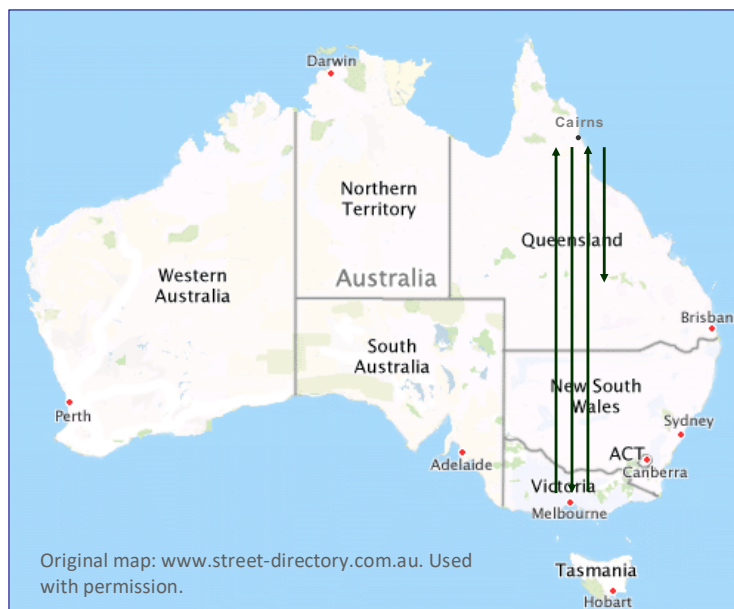 Darwin
Cairns
Northern
Territory
Queensland
Western
Australia
Australia
Brisban
South
Australia
New South
Wales
Perth
Sydney
Adelaide
ACT
Canberra
Victoria
Melbourne
Original map: www.street-directory.com.au. Used
with permission.
Tasmania
Hobart